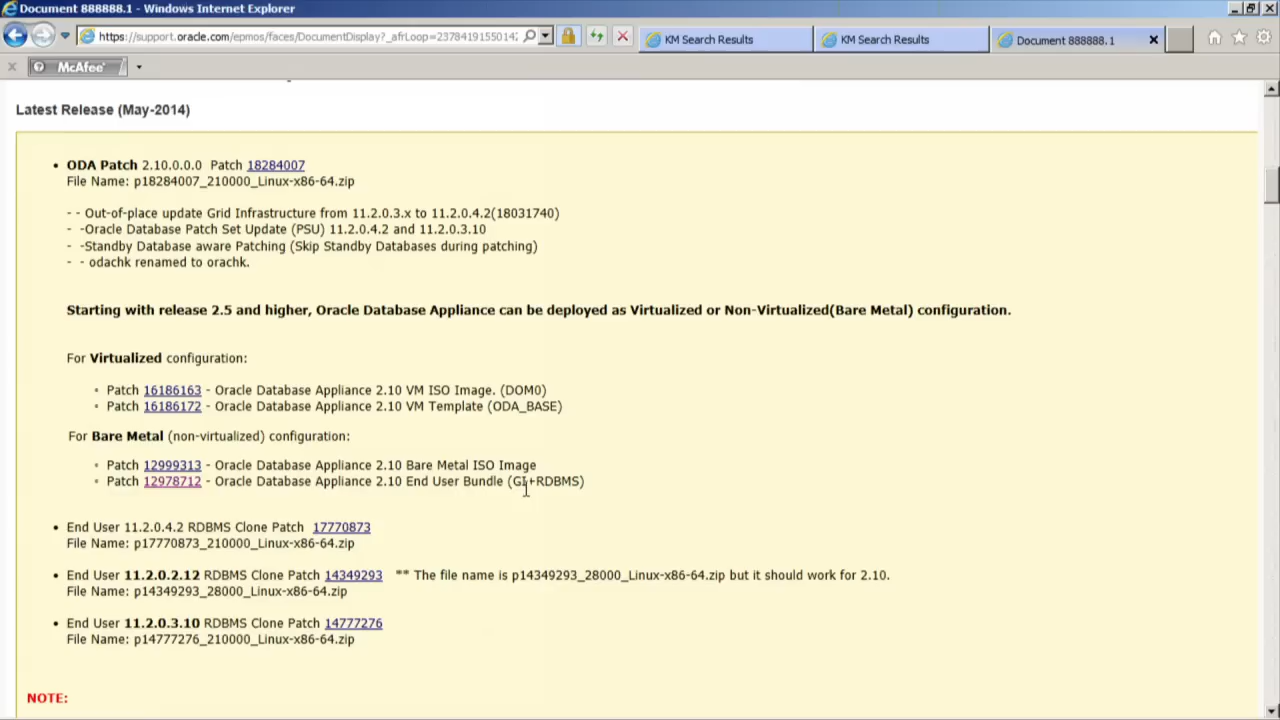 Document 888888.1 - Windows Internet Explorer
https://support.oracle.com/epmos/faces/DocumentDisplay?_afrLoop=2378419155014
KM Search Results
KM Search Results
Document 888888.1
McAfee
Latest Release (May-2014)
• ODA Patch 2.10.0.0.0 Patch 18284007
File Name: p18284007_210000_Linux-x86-64.zip
- - Out-of-place update Grid Infrastructure from 11.2.0.3.x to 11.2.0.4.2(18031740)
- -Oracle Database Patch Set Update (PSU) 11.2.0.4.2 and 11.2.0.3.10
- -Standby Database aware Patching (Skip Standby Databases during patching)
- - odachk renamed to orachk.
Starting with release 2.5 and higher, Oracle Database Appliance can be deployed as Virtualized or Non-Virtualized(Bare Metal) configuration.
For Virtualized configuration:
• Patch 16186163 - Oracle Database Appliance 2.10 VM ISO Image. (DOM0)
• Patch 16186172 - Oracle Database Appliance 2.10 VM Template (ODA_BASE)
For Bare Metal (non-virtualized) configuration:
• Patch 12999313 - Oracle Database Appliance 2.10 Bare Metal ISO Image
• Patch 12978712 - Oracle Database Appliance 2.10 End User Bundle (GI+RDBMS)
• End User 11.2.0.4.2 RDBMS Clone Patch 17770873
File Name: p17770873_210000_Linux-x86-64.zip
• End User 11.2.0.2.12 RDBMS Clone Patch 14349293 ** The file name is p14349293_28000_Linux-x86-64.zip but it should work for 2.10.
File Name: p14349293_28000_Linux-x86-64.zip
• End User 11.2.0.3.10 RDBMS Clone Patch 14777276
File Name: p14777276_210000_Linux-x86-64.zip
NOTE: